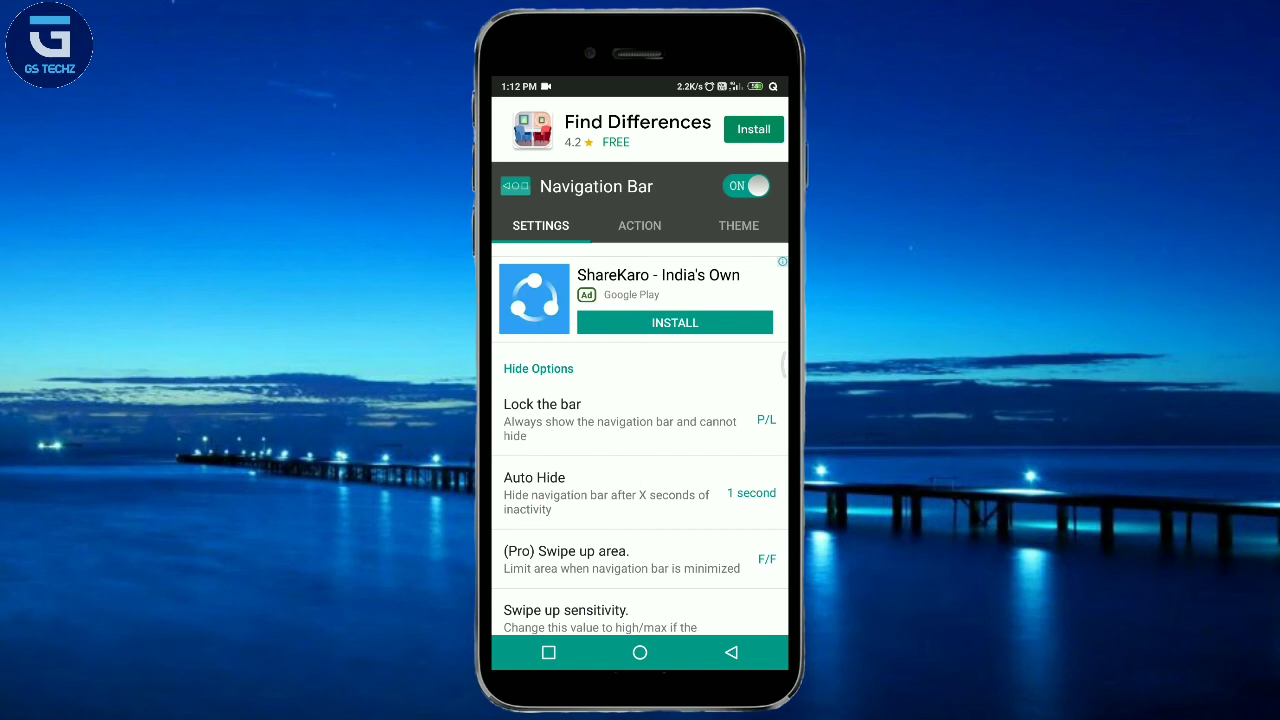 G
GS TECHZ
1:12 PM
2.2K/s
56
Find Differences
4.2 ★ FREE
Install
Navigation Bar
ON
SETTINGS ACTION THEME
ShareKaro - India's Own
Ad Google Play
INSTALL
Hide Options
Lock the bar
Always show the navigation bar and cannot
hide
P/L
Auto Hide
Hide navigation bar after X seconds of
inactivity
1 second
(Pro) Swipe up area.
Limit area when navigation bar is minimized
F/F
Swipe up sensitivity.
Change this value to high/max if the